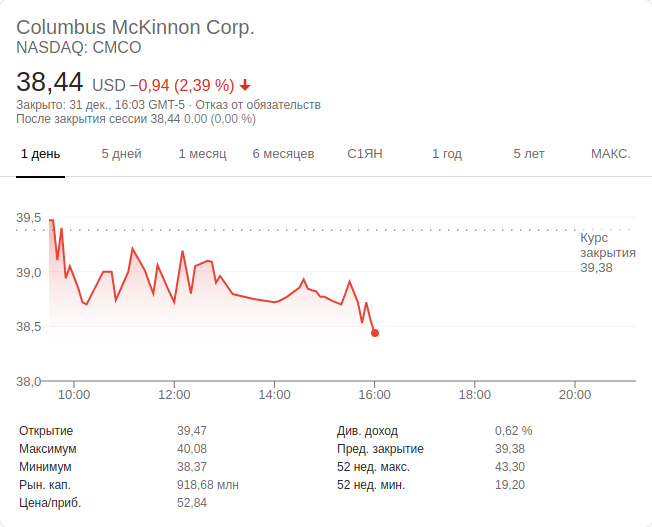 Columbus McKinnon Corp.
NASDAQ: CMCO
38,44 USD −0,94 (2,39 %)
Закрыто: 31 дек., 16:03 GMT-5 · Отказ от обязательств
После закрытия сессии 38,44 0,00 (0,00 %)
1 день 5 дней 1 месяц 6 месяцев С1ЯН 1 год 5 лет МАКС.
39,5
Курс
закрытия
39,38
39,0
38,5
38,0
10:00 12:00 14:00 16:00 18:00 20:00
Открытие 39,47 Див. доход 0,62 %
Максимум 40,08 Пред. закрытие 39,38
Минимум 38,37 52 нед. макс. 43,30
Рын. кап. 918,68 млн 52 нед. мин. 19,20
Цена/приб. 52,84